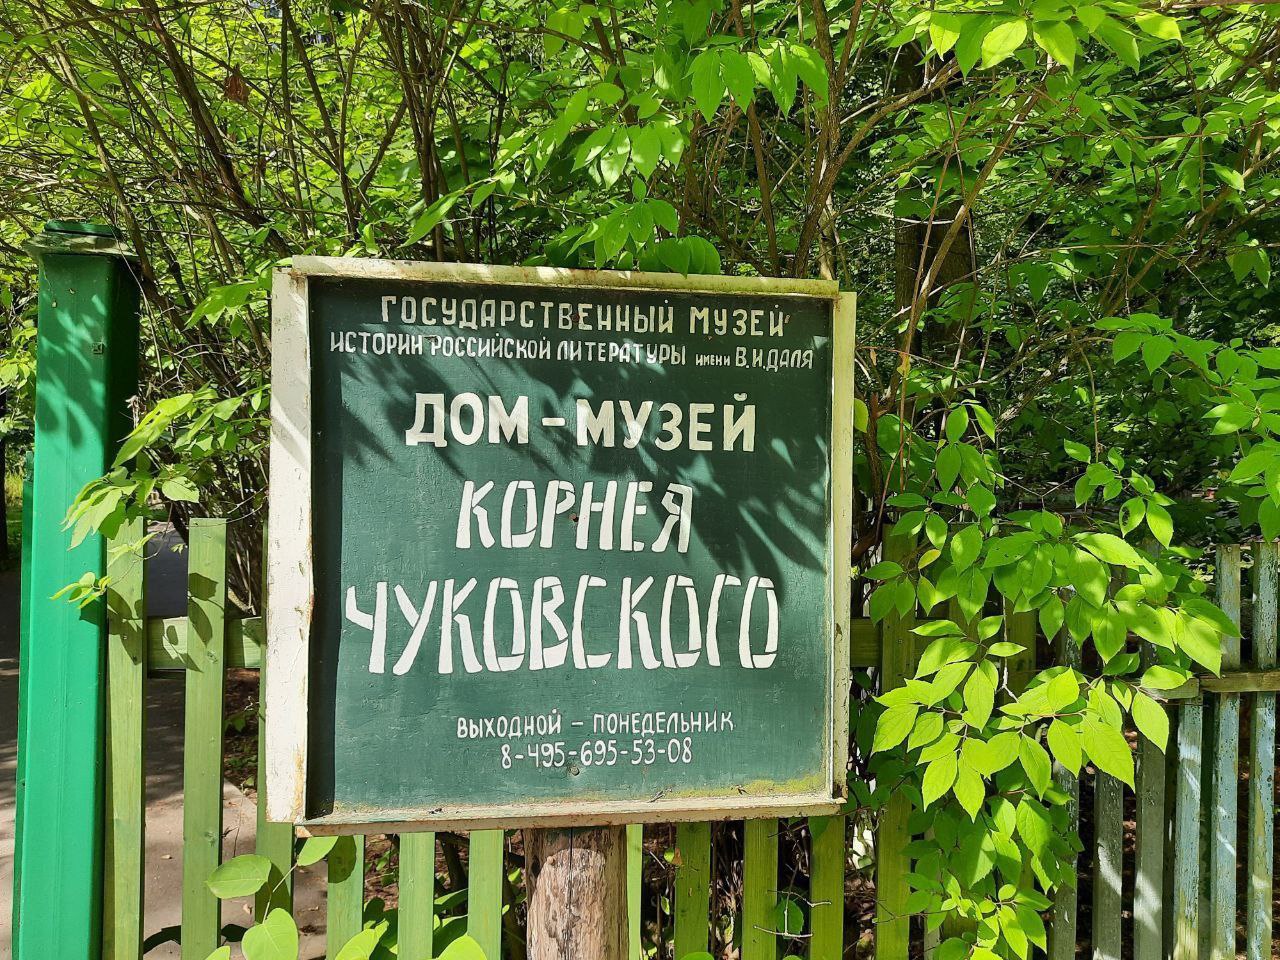 ГОСУДАРСТВЕННЫЙ МУЗЕЙ
ИСТОРИИ РОССИЙСКОЙ ЛИТЕРАТУРЫ имени В.И.ДАЛЯ
ДОМ-МУЗЕЙ
КОРНЕЯ
ЧУКОВСКОГО
ВЫХОДНОЙ - ПОНЕДЕЛЬНИК
8-495-695-53-08